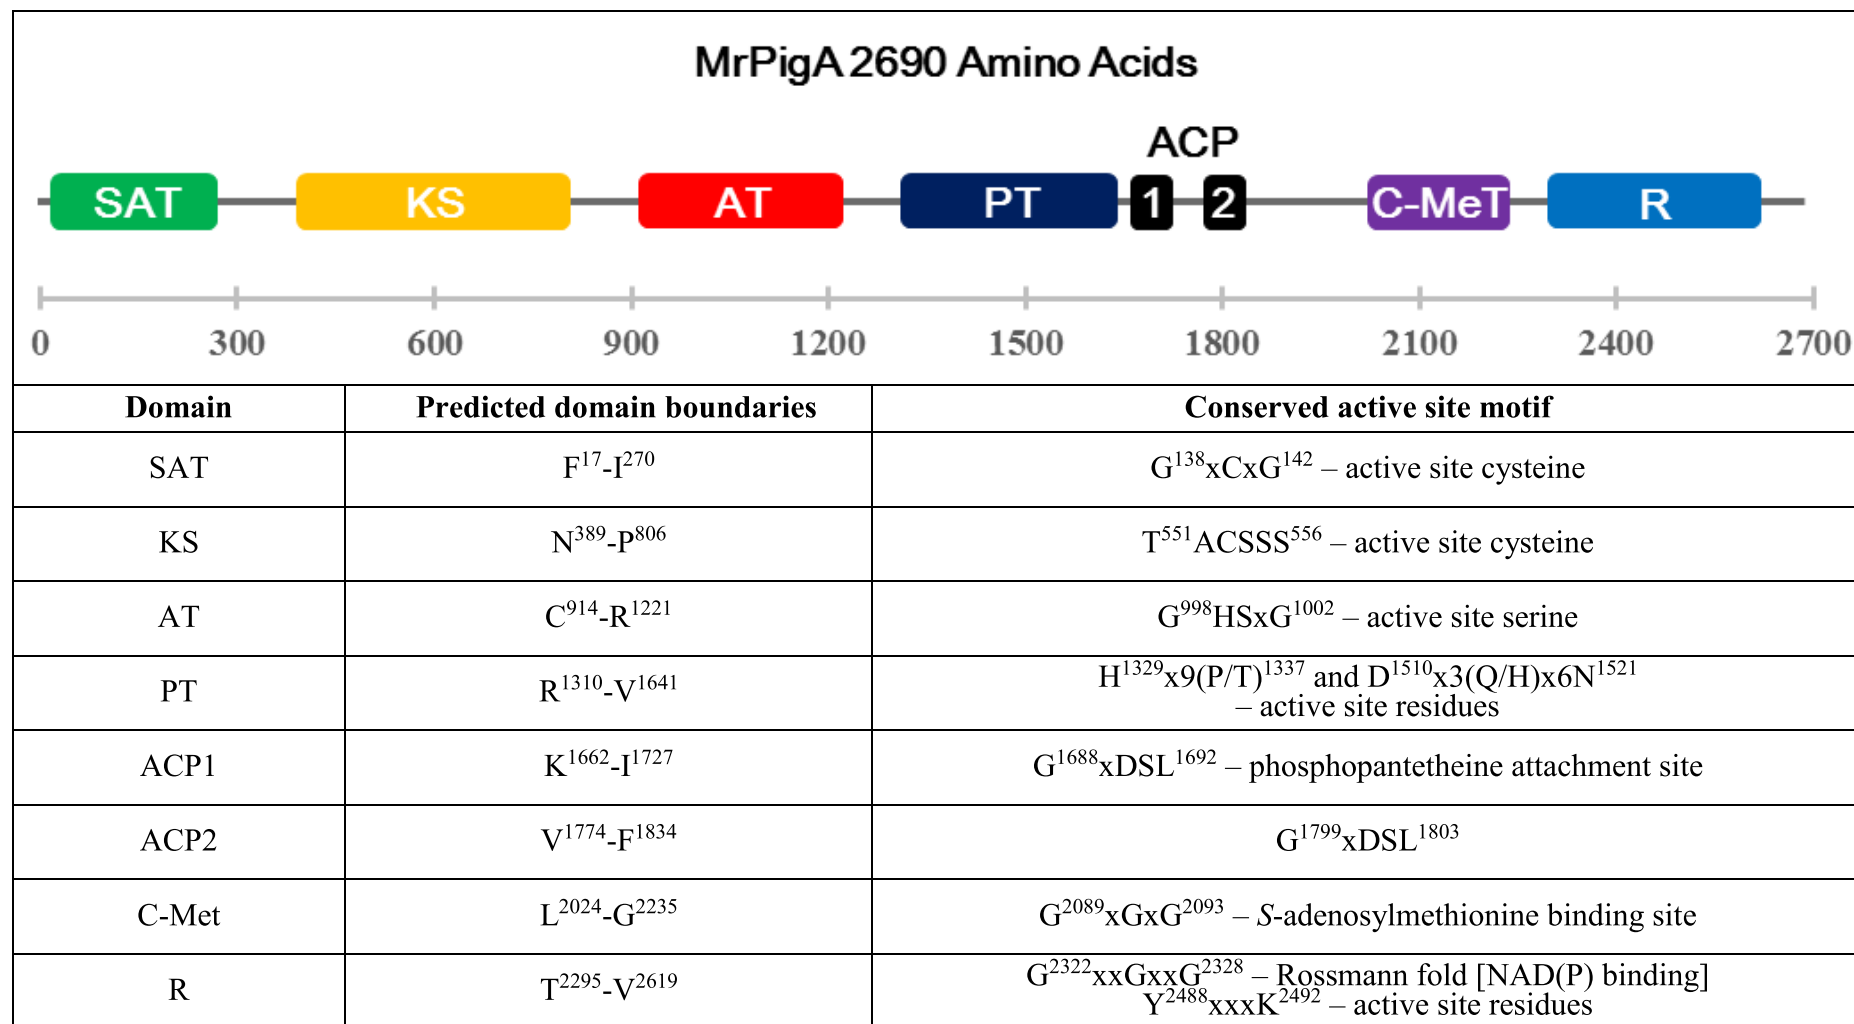 MrPigA 2690 Amino Acids
ACP
SAT KS AT PT 1 2 C-MeT R
0 300 600 900 1200 1500 1800 2100 2400 2700
Domain Predicted domain boundaries Conserved active site motif
SAT F¹⁷-I²⁷⁰ G¹³⁸xCxG¹⁴² – active site cysteine
KS N³⁸⁹-P⁸⁰⁶ T⁵⁵¹ACSSS⁵⁵⁶ – active site cysteine
AT C⁹¹⁴-R¹²²¹ G⁹⁹⁸HSxG¹⁰⁰² – active site serine
PT R¹³¹⁰-V¹⁶⁴¹ H¹³²⁹x9(P/T)¹³³⁷ and D¹⁵¹⁰x3(Q/H)x6N¹⁵²¹
– active site residues
ACP1 K¹⁶⁶²-I¹⁷²⁷ G¹⁶⁸⁸xDSL¹⁶⁹² – phosphopantetheine attachment site
ACP2 V¹⁷⁷⁴-F¹⁸³⁴ G¹⁷⁹⁹xDSL¹⁸⁰³
C-Met L²⁰²⁴-G²²³⁵ G²⁰⁸⁹xGxG²⁰⁹³ – S-adenosylmethionine binding site
R T²²⁹⁵-V²⁶¹⁹ G²³²²xxGxxG²³²⁸ – Rossmann fold [NAD(P) binding]
Y²⁴⁸⁸xxxK²⁴⁹² – active site residues